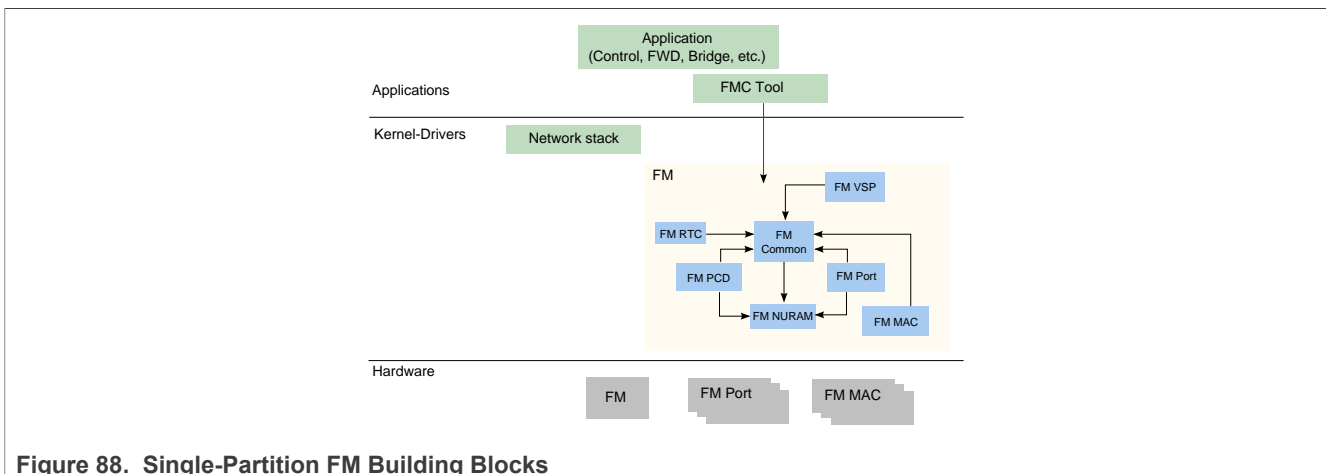 Application
(Control, FWD, Bridge, etc.)
Applications
FMC Tool
Kernel-Drivers
Network stack
FM
FM VSP
FM RTC
FM
Common
FM PCD
FM Port
FM NURAM
FM MAC
Hardware
FM
FM Port
FM MAC
Figure 88. Single-Partition FM Building Blocks